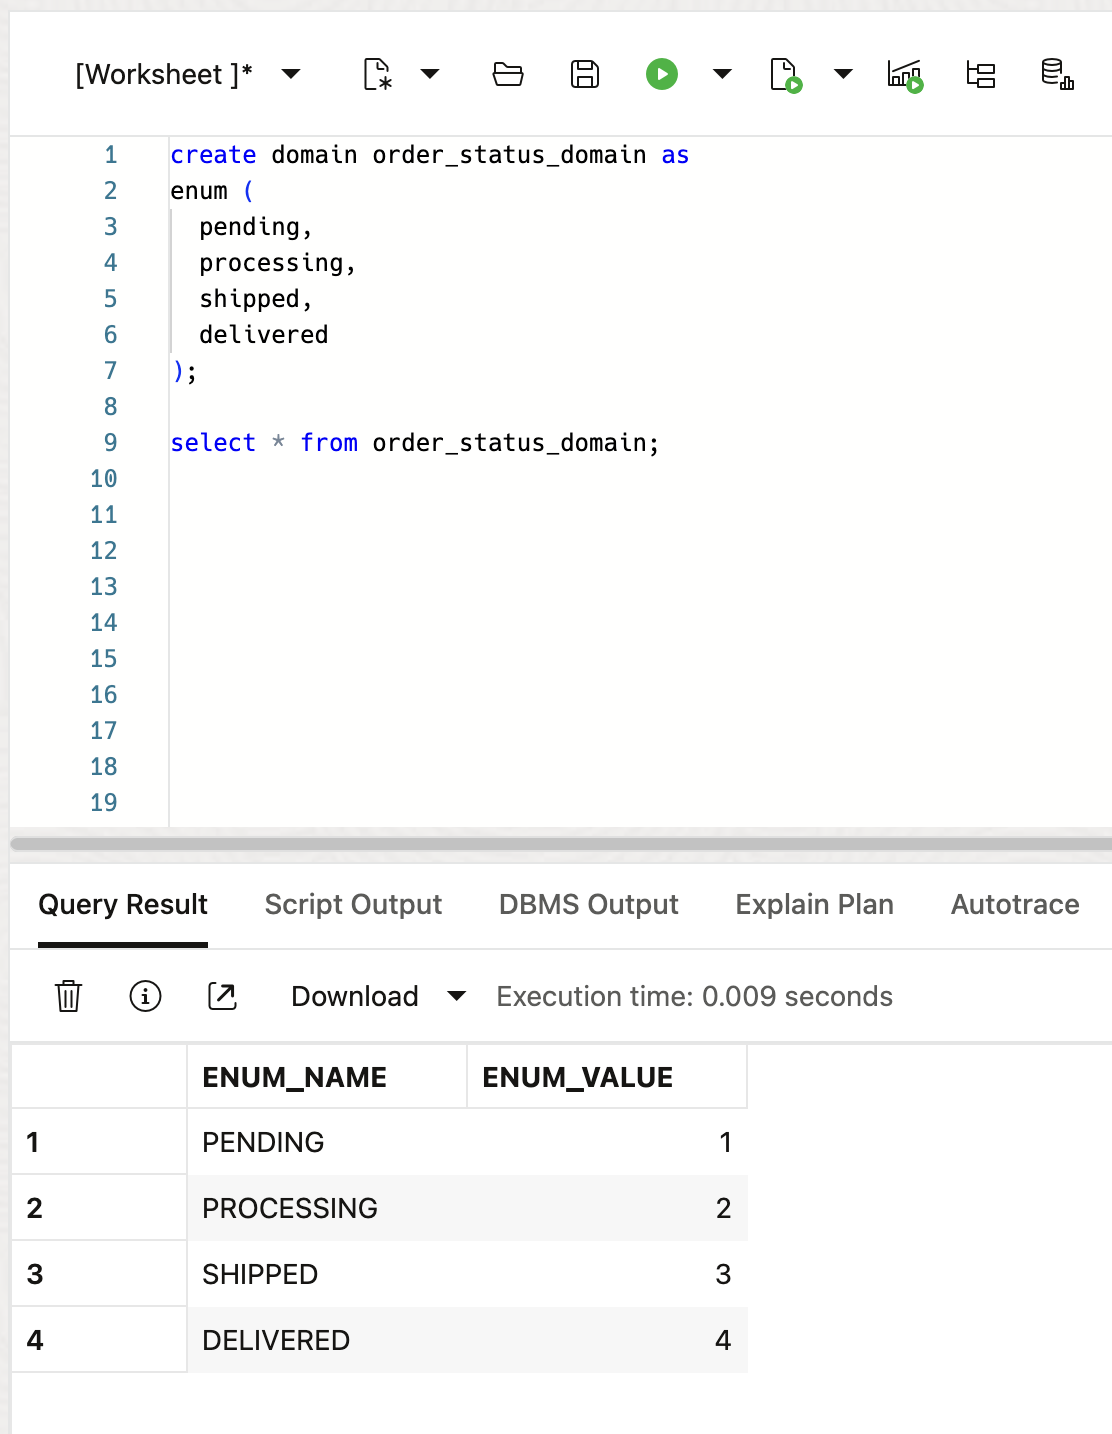 [Worksheet ]*
1 create domain order_status_domain as
2 enum (
3 pending,
4 processing,
5 shipped,
6 delivered
7 );
8
9 select * from order_status_domain;
10
11
12
13
14
15
16
17
18
19
Query Result Script Output DBMS Output Explain Plan Autotrace
Download Execution time: 0.009 seconds
ENUM_NAME ENUM_VALUE
1 PENDING 1
2 PROCESSING 2
3 SHIPPED 3
4 DELIVERED 4